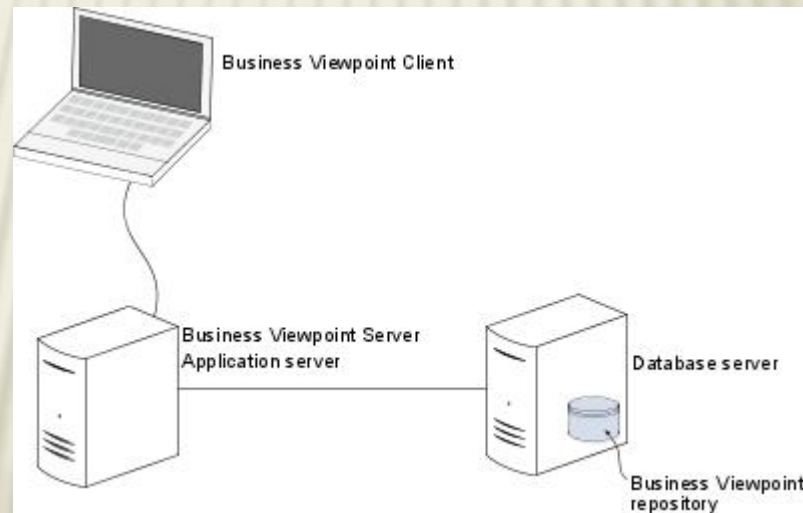 Business Viewpoint Client
Business Viewpoint Server
Application server
Database server
Business Viewpoint
repository